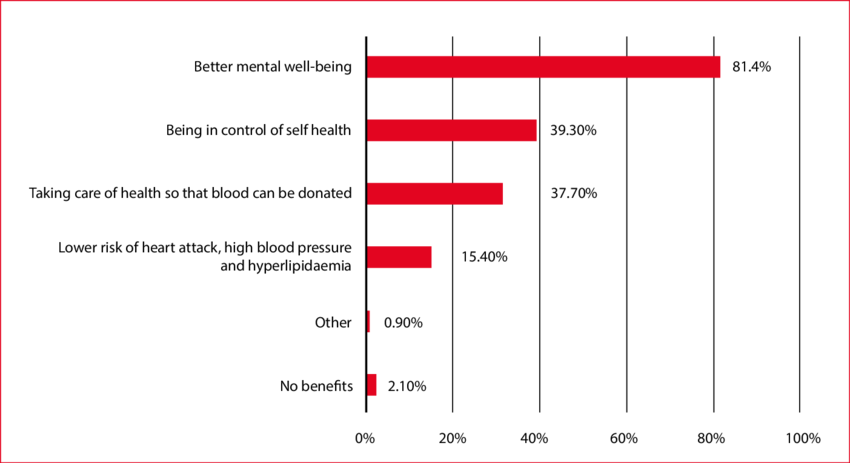 Better mental well-being
81.4%
Being in control of self health
39.30%
Taking care of health so that blood can be donated
37.70%
Lower risk of heart attack, high blood pressure
and hyperlipidaemia
15.40%
Other
0.90%
No benefits
2.10%
0% 20% 40% 60% 80% 100%